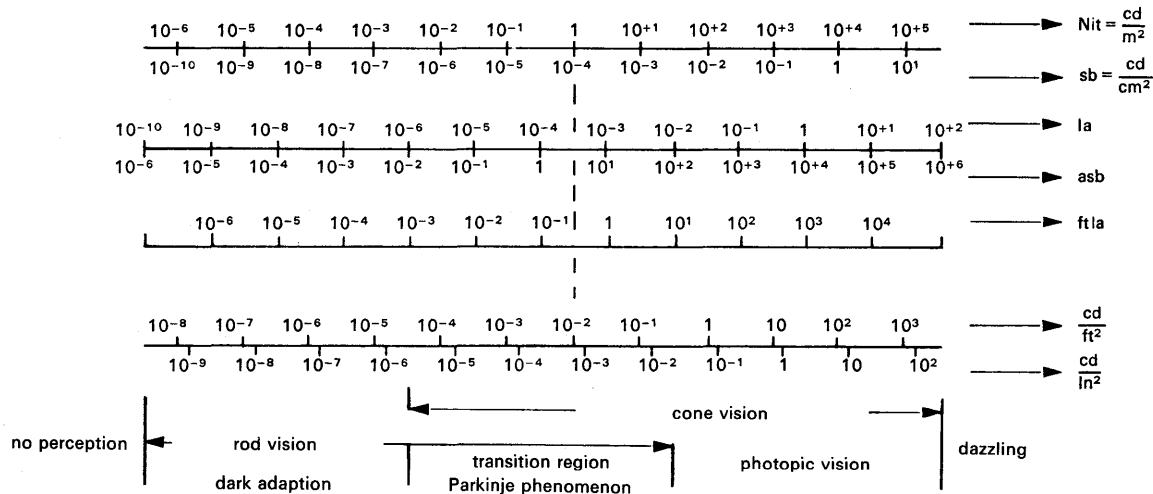 10⁻⁶ 10⁻⁵ 10⁻⁴ 10⁻³ 10⁻² 10⁻¹ 1 10⁺¹ 10⁺² 10⁺³ 10⁺⁴ 10⁺⁵ Nit = cd/m²
10⁻¹⁰ 10⁻⁹ 10⁻⁸ 10⁻⁷ 10⁻⁶ 10⁻⁵ 10⁻⁴ 10⁻³ 10⁻² 10⁻¹ 1 10¹ sb = cd/cm²
10⁻¹⁰ 10⁻⁹ 10⁻⁸ 10⁻⁷ 10⁻⁶ 10⁻⁵ 10⁻⁴ 10⁻³ 10⁻² 10⁻¹ 1 10⁺¹ 10⁺² la
10⁻⁶ 10⁻⁵ 10⁻⁴ 10⁻³ 10⁻² 10⁻¹ 1 10¹ 10⁺² 10⁺³ 10⁺⁴ 10⁺⁵ 10⁺⁶ asb
10⁻⁶ 10⁻⁵ 10⁻⁴ 10⁻³ 10⁻² 10⁻¹ 1 10¹ 10² 10³ 10⁴ ftla
10⁻⁸ 10⁻⁷ 10⁻⁶ 10⁻⁵ 10⁻⁴ 10⁻³ 10⁻² 10⁻¹ 1 10 10² 10³ cd/ft²
10⁻⁹ 10⁻⁸ 10⁻⁷ 10⁻⁶ 10⁻⁵ 10⁻⁴ 10⁻³ 10⁻² 10⁻¹ 1 10 10² cd/In²
cone vision
no perception rod vision transition region photopic vision dazzling
dark adaption Parkinje phenomenon